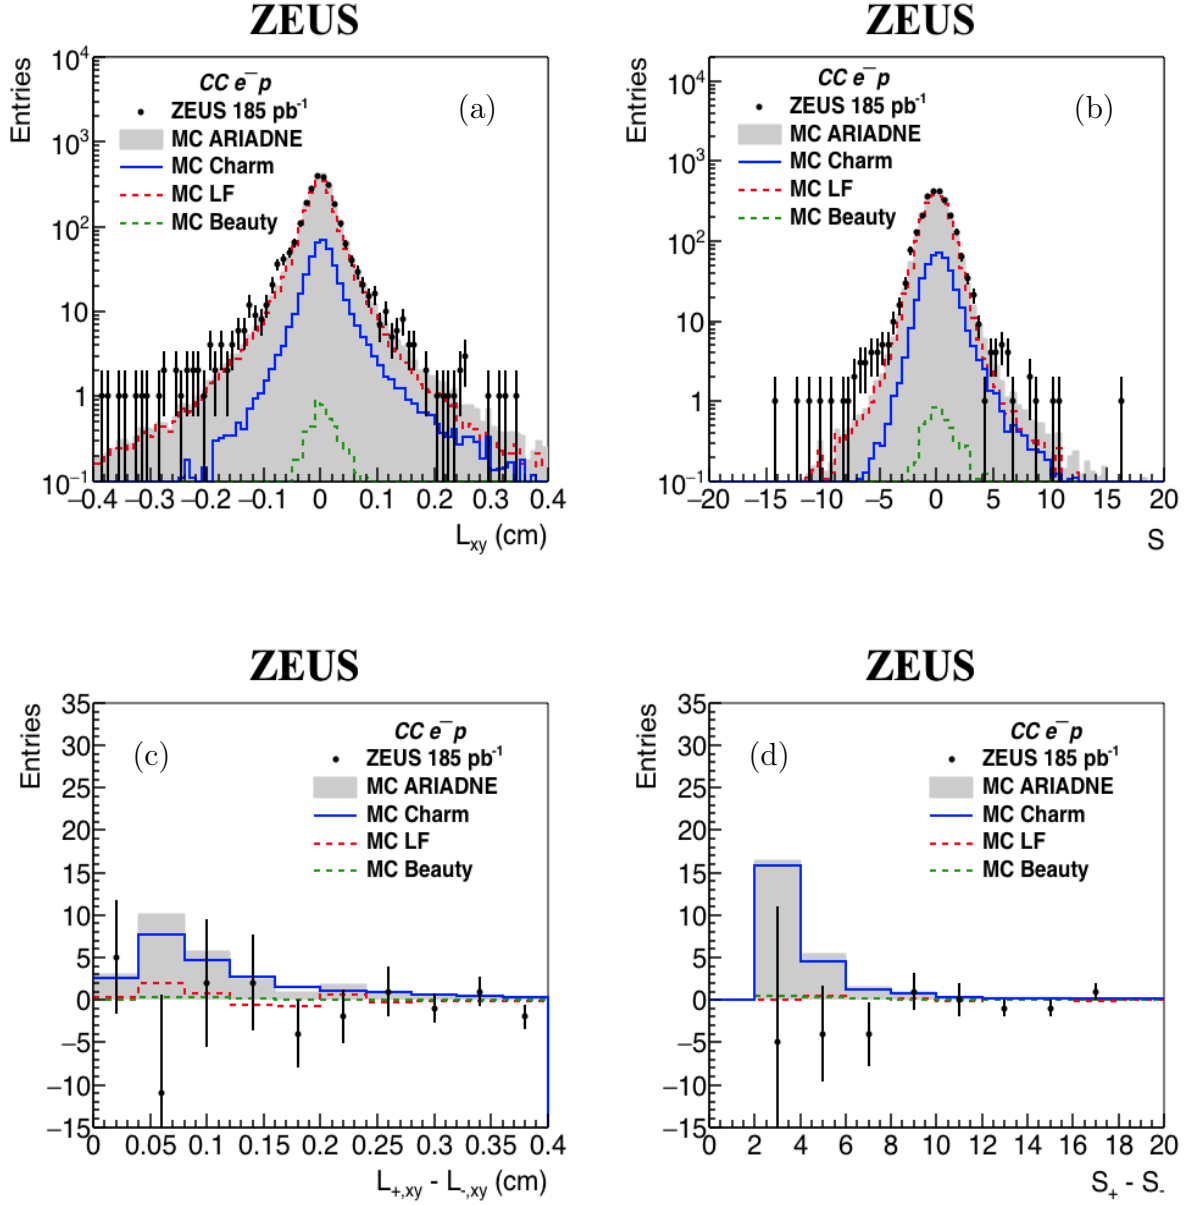 ZEUS
Entries
10⁴
10³
10²
10
1
10⁻¹
CC e⁻p
ZEUS 185 pb⁻¹
MC ARIADNE
MC Charm
MC LF
MC Beauty
(a)
−0.4 −0.3 −0.2 −0.1 0 0.1 0.2 0.3 0.4
L_xy (cm)
ZEUS
Entries
10⁴
10³
10²
10
1
10⁻¹
CC e⁻p
ZEUS 185 pb⁻¹
MC ARIADNE
MC Charm
MC LF
MC Beauty
(b)
−20 −15 −10 −5 0 5 10 15 20
S
ZEUS
Entries
35
30
25
20
15
10
5
0
−5
−10
−15
(c)
CC e⁻p
ZEUS 185 pb⁻¹
MC ARIADNE
MC Charm
MC LF
MC Beauty
0 0.05 0.1 0.15 0.2 0.25 0.3 0.35 0.4
L_+,xy - L_-,xy (cm)
ZEUS
Entries
35
30
25
20
15
10
5
0
−5
−10
−15
(d)
CC e⁻p
ZEUS 185 pb⁻¹
MC ARIADNE
MC Charm
MC LF
MC Beauty
0 2 4 6 8 10 12 14 16 18 20
S₊ - S₋